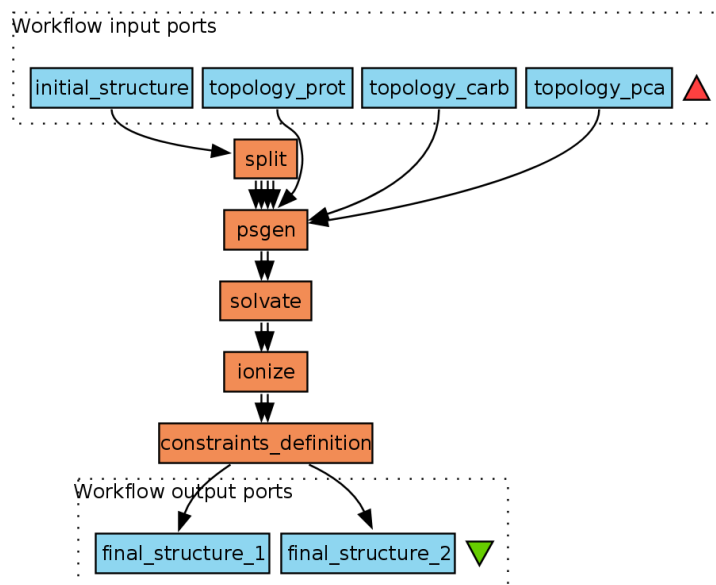 Workflow input ports
initial_structure topology_prot topology_carb topology_pca
split
psgen
solvate
ionize
constraints_definition
Workflow output ports
final_structure_1 final_structure_2